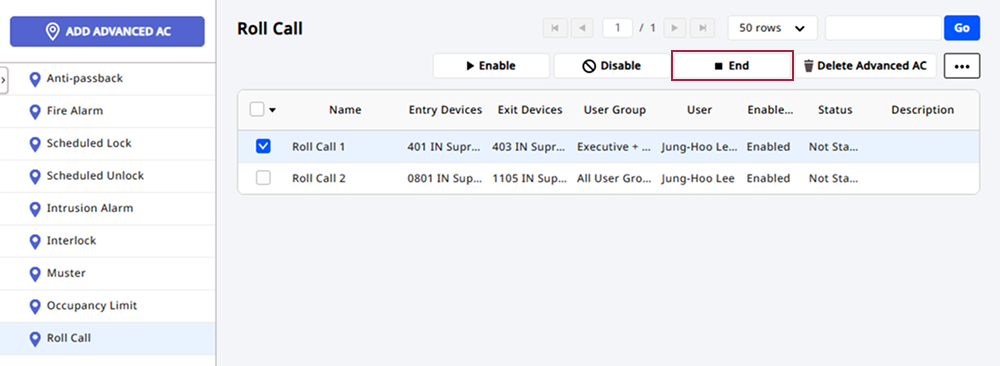 ADD ADVANCED AC
Anti-passback
Fire Alarm
Scheduled Lock
Scheduled Unlock
Intrusion Alarm
Interlock
Muster
Occupancy Limit
Roll Call
Roll Call
1 / 1 50 rows Go
Enable Disable End Delete Advanced AC ...
Name Entry Devices Exit Devices User Group User Enable... Status Description
Roll Call 1 401 IN Supr... 403 IN Supr... Executive + ... Jung-Hoo Le... Enabled Not Sta...
Roll Call 2 0801 IN Sup... 1105 IN Sup... All User Gro... Jung-Hoo Lee Enabled Not Sta...